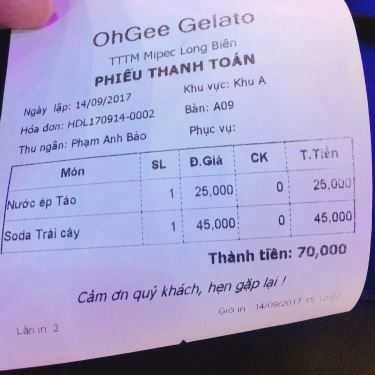 OhGee Gelato
TTTM Mipec Long Biên
PHIẾU THANH TOÁN
Ngày lập: 14/09/2017 Khu vực: Khu A
Hóa đơn: HDL170914-0002 Bàn: A09
Thu ngân: Phạm Anh Bảo Phục vụ:
Món SL Đ.Giá CK T.Tiền
Nước ép Táo 1 25,000 0 25,000
Soda Trái cây 1 45,000 0 45,000
Thành tiền: 70,000
Cảm ơn quý khách, hẹn gặp lại !
Lần in: 2 Giờ in : 14/09/2017